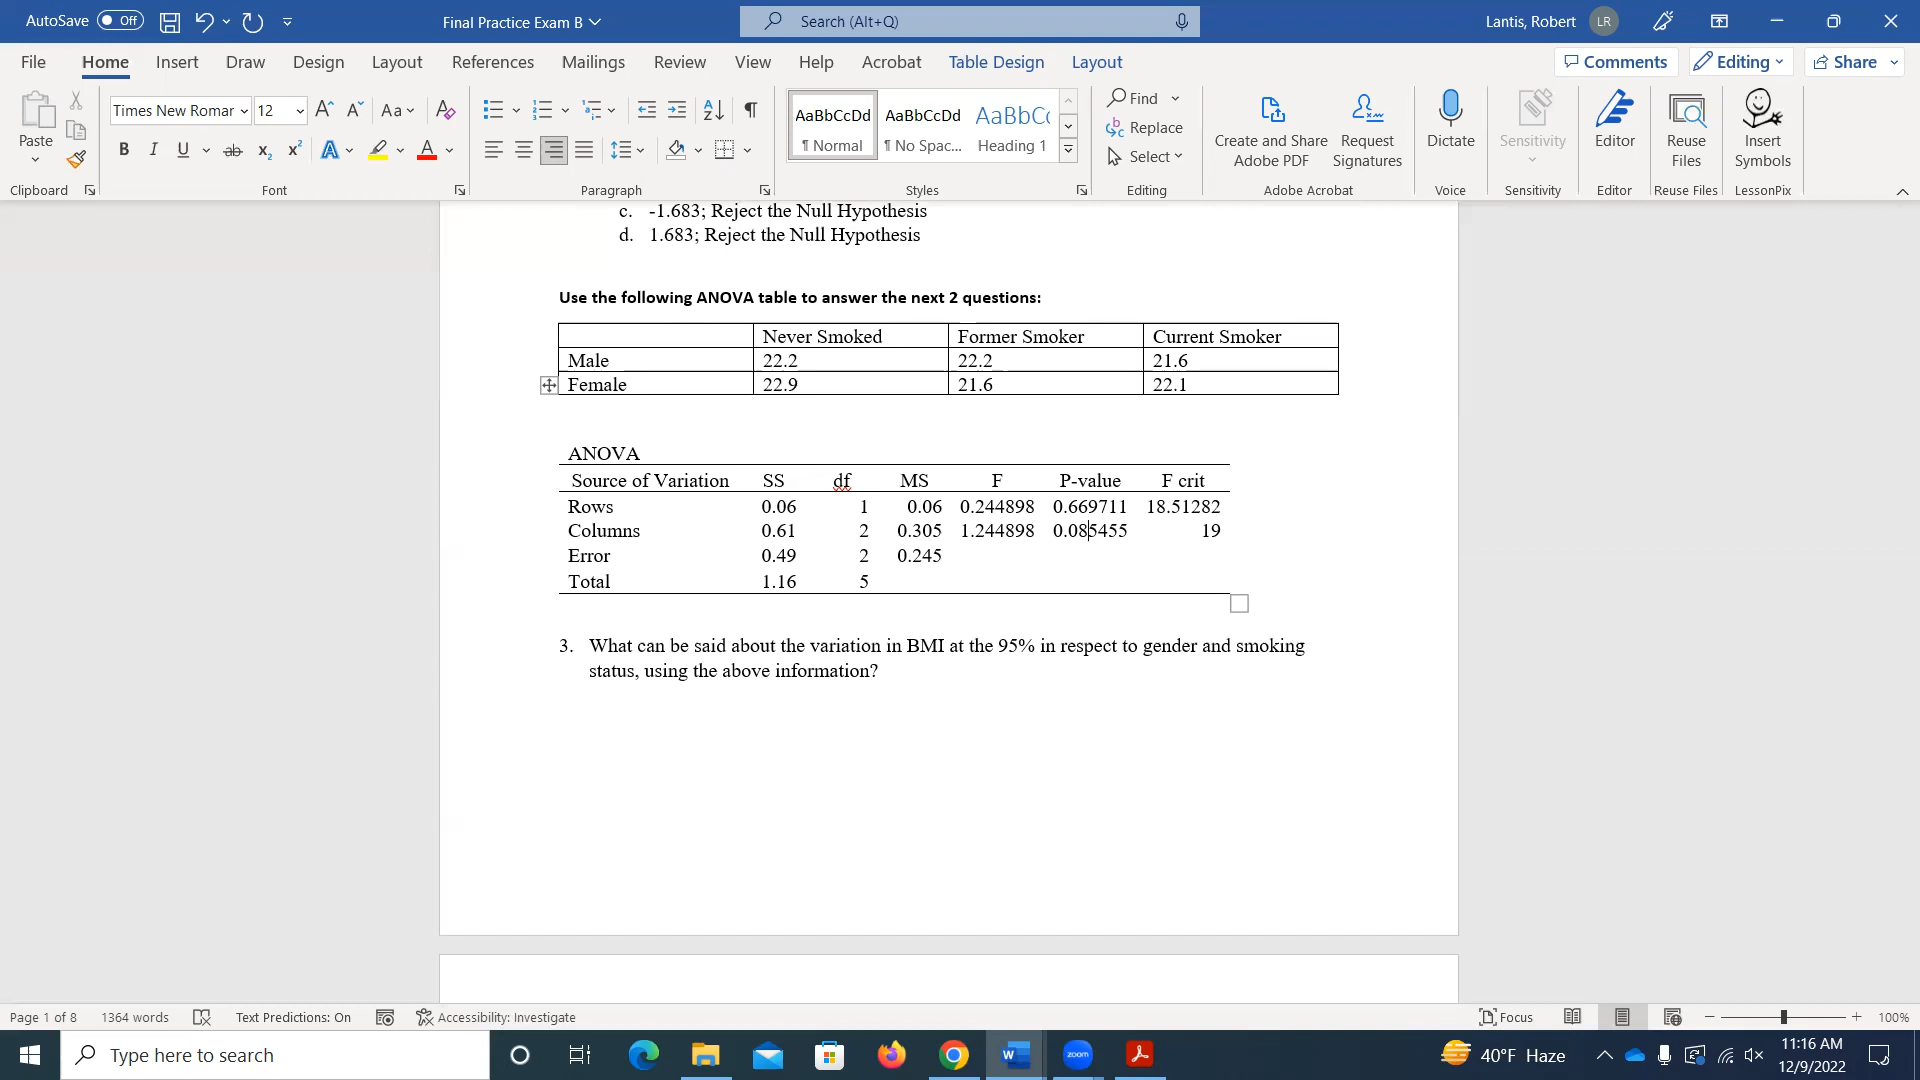 AutoSave Off Final Practice Exam B Search (Alt+Q) Lantis, Robert LR
File Home Insert Draw Design Layout References Mailings Review View Help Acrobat Table Design Layout Comments Editing Share
Paste Times New Romar 12 Aa AaBbCcDd AaBbCcDd AaBbCc Find Replace Select Create and Share Adobe PDF Request Signatures Dictate Sensitivity Editor Reuse Files Insert Symbols
¶ Normal ¶ No Spac... Heading 1
Clipboard Font Paragraph Styles Editing Adobe Acrobat Voice Sensitivity Editor Reuse Files LessonPix
c. -1.683; Reject the Null Hypothesis
d. 1.683; Reject the Null Hypothesis
Use the following ANOVA table to answer the next 2 questions:
Never Smoked Former Smoker Current Smoker
Male 22.2 22.2 21.6
Female 22.9 21.6 22.1
ANOVA
Source of Variation SS df MS F P-value F crit
Rows 0.06 1 0.06 0.244898 0.669711 18.51282
Columns 0.61 2 0.305 1.244898 0.085455 19
Error 0.49 2 0.245
Total 1.16 5
3. What can be said about the variation in BMI at the 95% in respect to gender and smoking
status, using the above information?
Page 1 of 8 1364 words Text Predictions: On Accessibility: Investigate Focus 100%
Type here to search zoom 40°F Haze 11:16 AM
12/9/2022